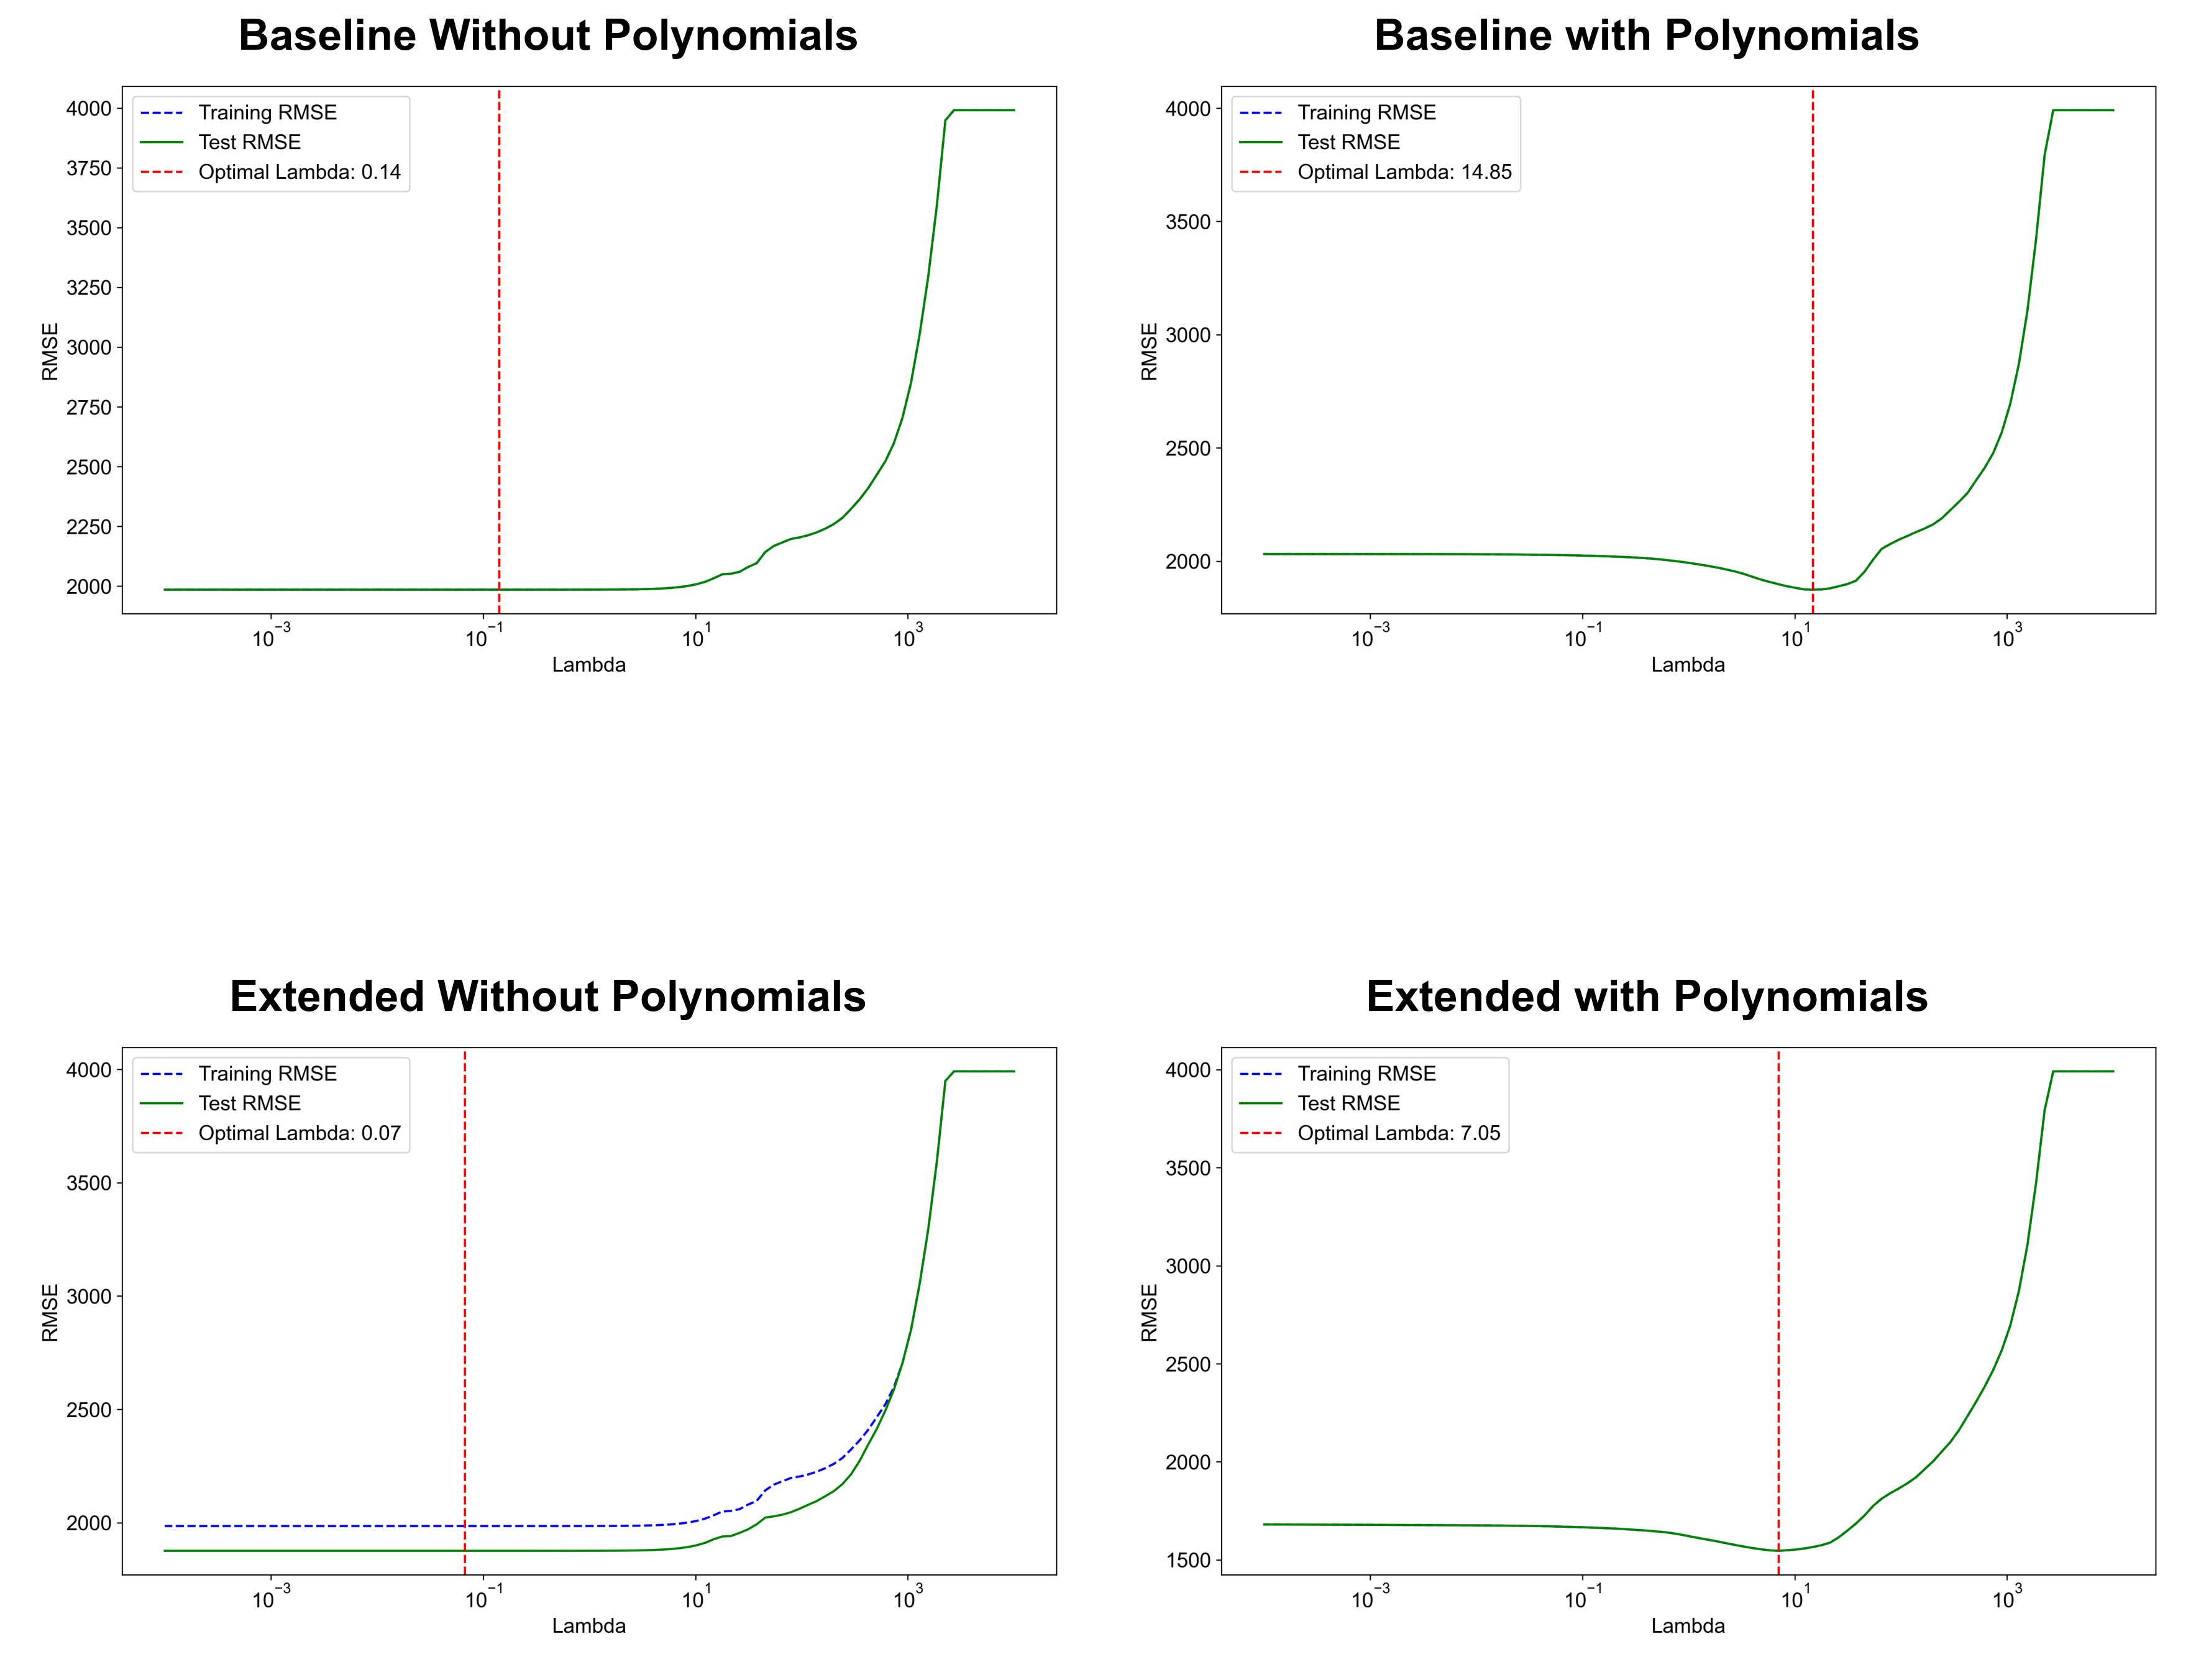 Baseline Without Polynomials
4000
3750
3500
3250
3000
2750
2500
2250
2000
RMSE
Training RMSE
Test RMSE
Optimal Lambda: 0.14
10⁻³ 10⁻¹ 10¹ 10³
Lambda
Baseline with Polynomials
4000
3500
3000
2500
2000
RMSE
Training RMSE
Test RMSE
Optimal Lambda: 14.85
10⁻³ 10⁻¹ 10¹ 10³
Lambda
Extended Without Polynomials
4000
3500
3000
2500
2000
RMSE
Training RMSE
Test RMSE
Optimal Lambda: 0.07
10⁻³ 10⁻¹ 10¹ 10³
Lambda
Extended with Polynomials
4000
3500
3000
2500
2000
1500
RMSE
Training RMSE
Test RMSE
Optimal Lambda: 7.05
10⁻³ 10⁻¹ 10¹ 10³
Lambda